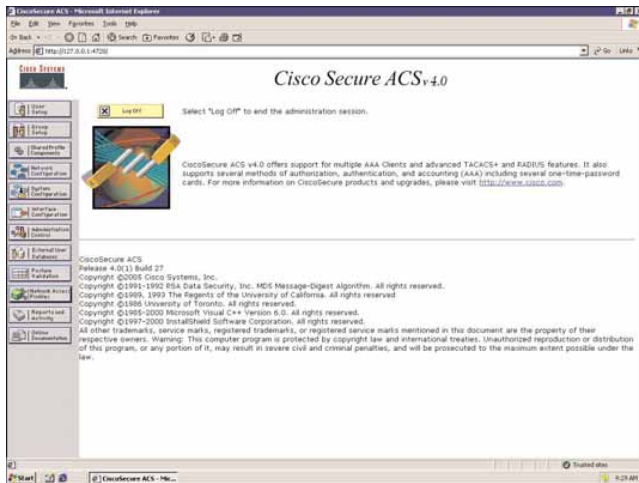 CiscoSecure ACS - Microsoft Internet Explorer
File Edit View Favorites Tools Help
Back Search Favorites
Address http://127.0.0.1:4720/ Go Links
CISCO SYSTEMS
Cisco Secure ACS v4.0
User Setup
Group Setup
Shared Profile Components
Network Configuration
System Configuration
Interface Configuration
Administration Control
External User Databases
Posture Validation
Network Access Profiles
Reports and Activity
Online Documentation
Log Off
Select "Log Off" to end the administration session.
CiscoSecure ACS v4.0 offers support for multiple AAA Clients and advanced TACACS+ and RADIUS features. It also
supports several methods of authorization, authentication, and accounting (AAA) including several one-time-password
cards. For more information on CiscoSecure products and upgrades, please visit http://www.cisco.com.
CiscoSecure ACS
Release 4.0(1) Build 27
Copyright ©2005 Cisco Systems, Inc.
Copyright ©1991-1992 RSA Data Security, Inc. MD5 Message-Digest Algorithm. All rights reserved.
Copyright ©1989, 1993 The Regents of the University of California. All rights reserved
Copyright ©1986 University of Toronto. All rights reserved.
Copyright ©1985-2000 Microsoft Visual C++ Version 6.0. All rights reserved.
Copyright ©1997-2000 InstallShield Software Corporation. All rights reserved.
All other trademarks, service marks, registered trademarks, or registered service marks mentioned in this document are the property of their
respective owners. Warning: This computer program is protected by copyright law and international treaties. Unauthorized reproduction or distribution
of this program, or any portion of it, may result in severe civil and criminal penalties, and will be prosecuted to the maximum extent possible under the
law.
Trusted sites
Start CiscoSecure ACS - Mic... 9:29 AM